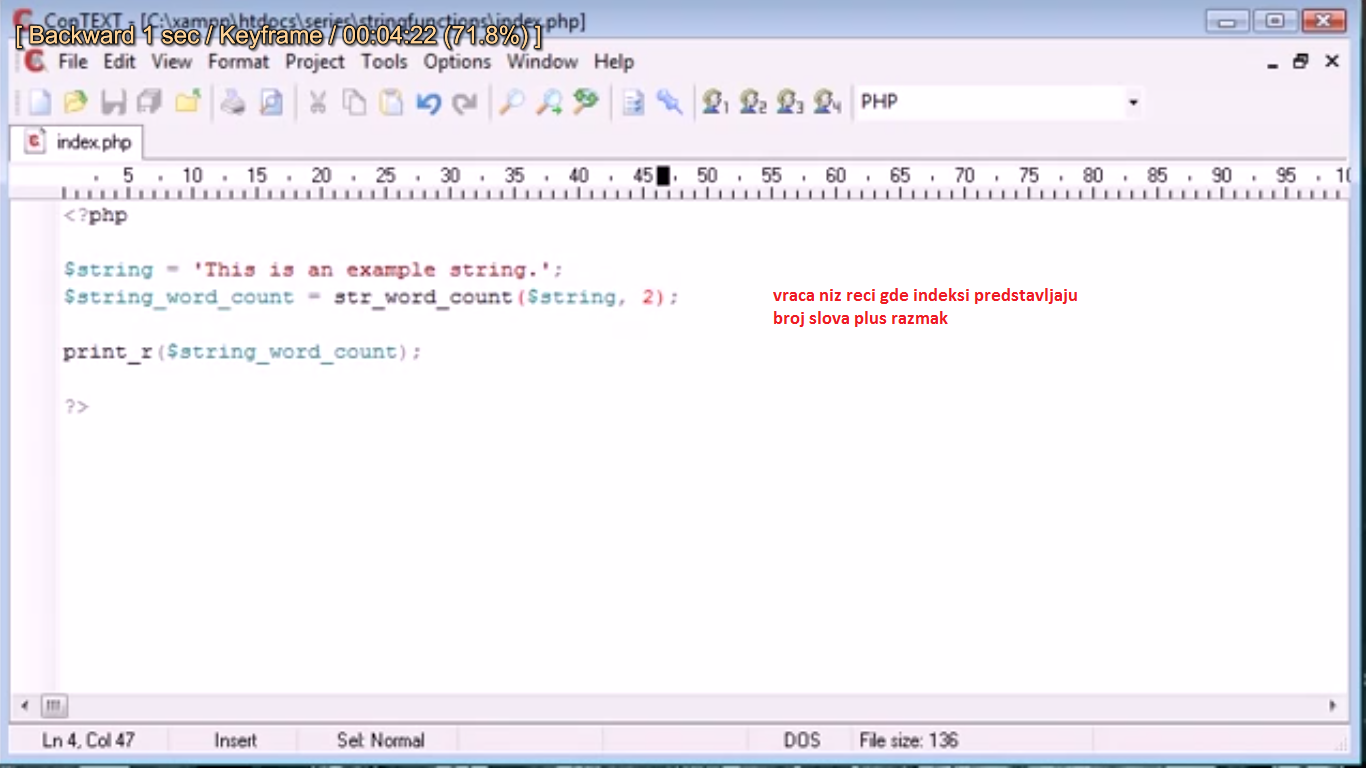 ConTEXT - [C:\xampp\htdocs\series\stringfunctions\index.php]
[ Backward 1 sec / Keyframe / 00:04:22 (71.8%) ]
File Edit View Format Project Tools Options Window Help
1 2 3 4 PHP
index.php
5 10 15 20 25 30 35 40 45 50 55 60 65 70 75 80 85 90 95 10
<?php
$string = 'This is an example string.';
$string_word_count = str_word_count($string, 2);
vraca niz reci gde indeksi predstavljaju
broj slova plus razmak
print_r($string_word_count);
?>
Ln 4, Col 47 Insert Sel: Normal DOS File size: 136